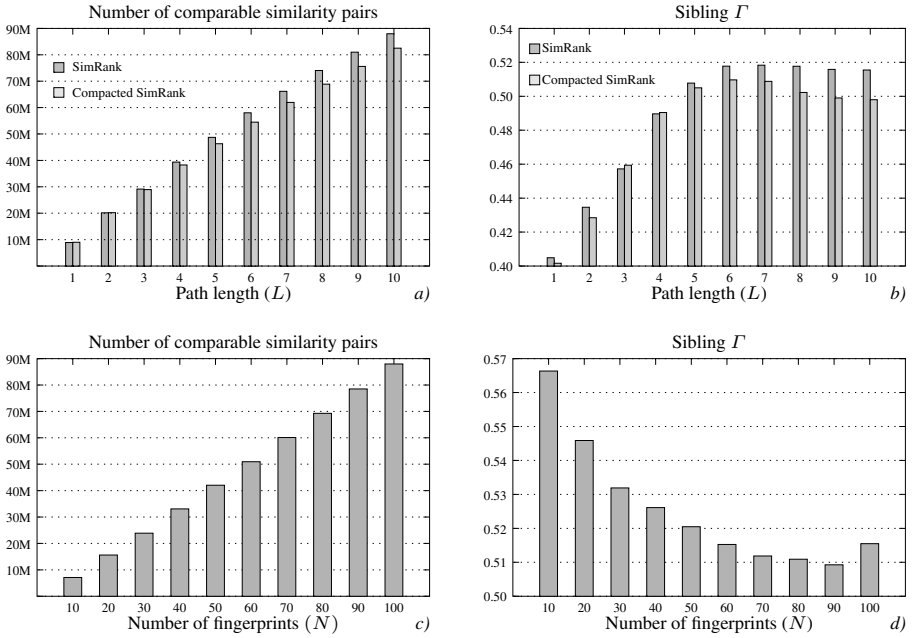 Number of comparable similarity pairs
90M
80M
70M
60M
50M
40M
30M
20M
10M
SimRank
Compacted SimRank
1 2 3 4 5 6 7 8 9 10
Path length (L) a)
Sibling Γ
0.54
0.52
0.50
0.48
0.46
0.44
0.42
0.40
SimRank
Compacted SimRank
1 2 3 4 5 6 7 8 9 10
Path length (L) b)
Number of comparable similarity pairs
90M
80M
70M
60M
50M
40M
30M
20M
10M
10 20 30 40 50 60 70 80 90 100
Number of fingerprints (N) c)
Sibling Γ
0.57
0.56
0.55
0.54
0.53
0.52
0.51
0.50
10 20 30 40 50 60 70 80 90 100
Number of fingerprints (N) d)